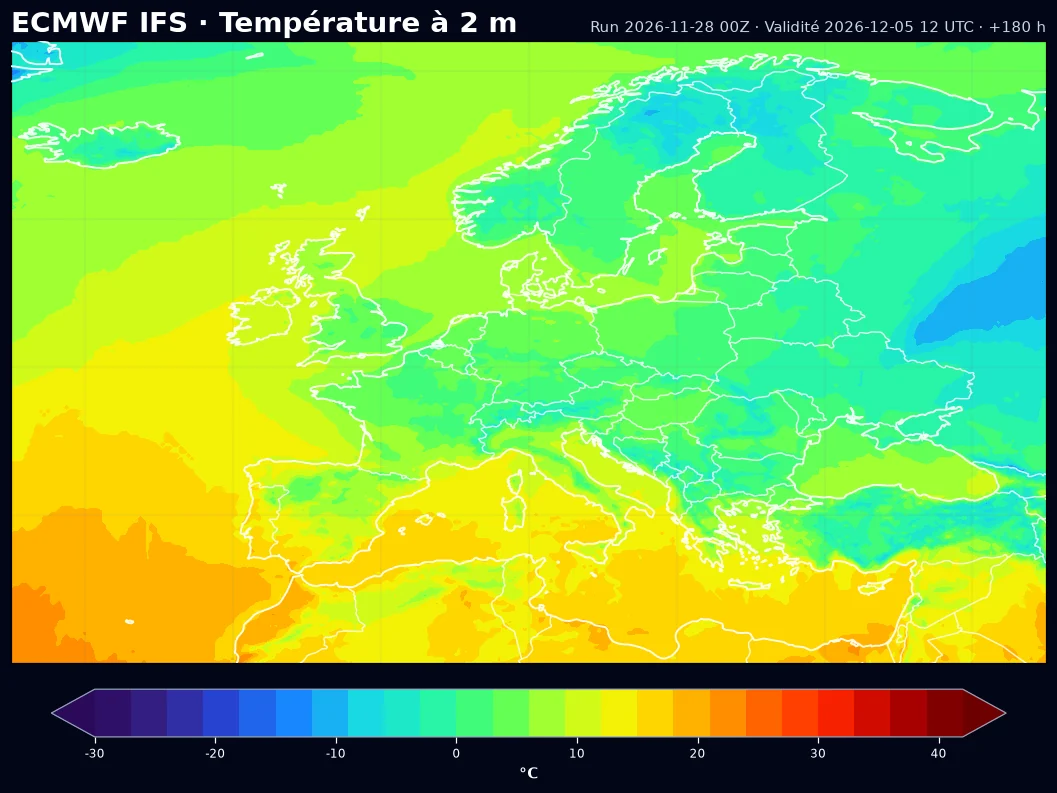 ECMWF IFS · Température à 2 m
Run 2026-11-28 00Z · Validité 2026-12-05 12 UTC · +180 h
-30 -20 -10 0 10 20 30 40
°C